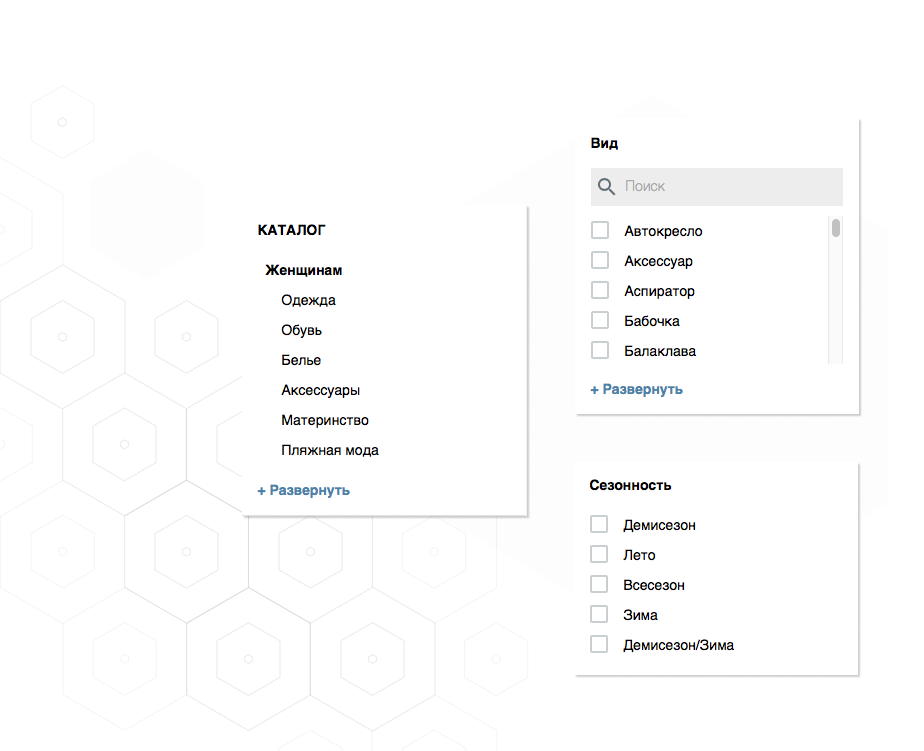 КАТАЛОГ
Женщинам
Одежда
Обувь
Белье
Аксессуары
Материнство
Пляжная мода
+ Развернуть
Вид
Поиск
Автокресло
Аксессуар
Аспиратор
Бабочка
Балаклава
+ Развернуть
Сезонность
Демисезон
Лето
Всесезон
Зима
Демисезон/Зима